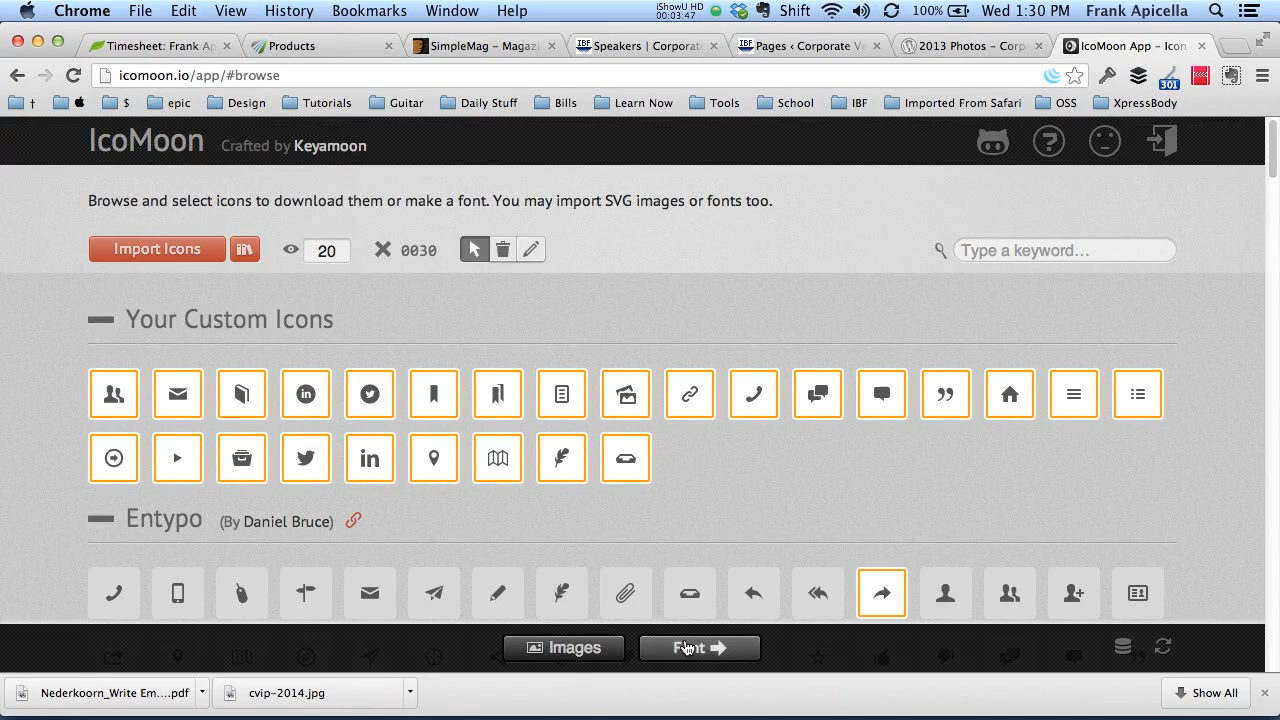 Chrome File Edit View History Bookmarks Window Help iShowU HD 00:03:47 Shift 100% Wed 1:30 PM Frank Apicella
Timesheet: Frank Ap Products SimpleMag – Magazi IBF Speakers | Corporat IBF Pages ‹ Corporate Vi 2013 Photos – Corp IcoMoon App – Icon
icomoon.io/app/#browse 301
† $ epic Design Tutorials Guitar Daily Stuff Bills Learn Now Tools School IBF Imported From Safari OSS XpressBody
IcoMoon Crafted by Keyamoon
Browse and select icons to download them or make a font. You may import SVG images or fonts too.
Import Icons 20 0030 Type a keyword...
Your Custom Icons
Entypo (By Daniel Bruce)
Images Font
Nederkoorn_Write Em....pdf cvip-2014.jpg Show All